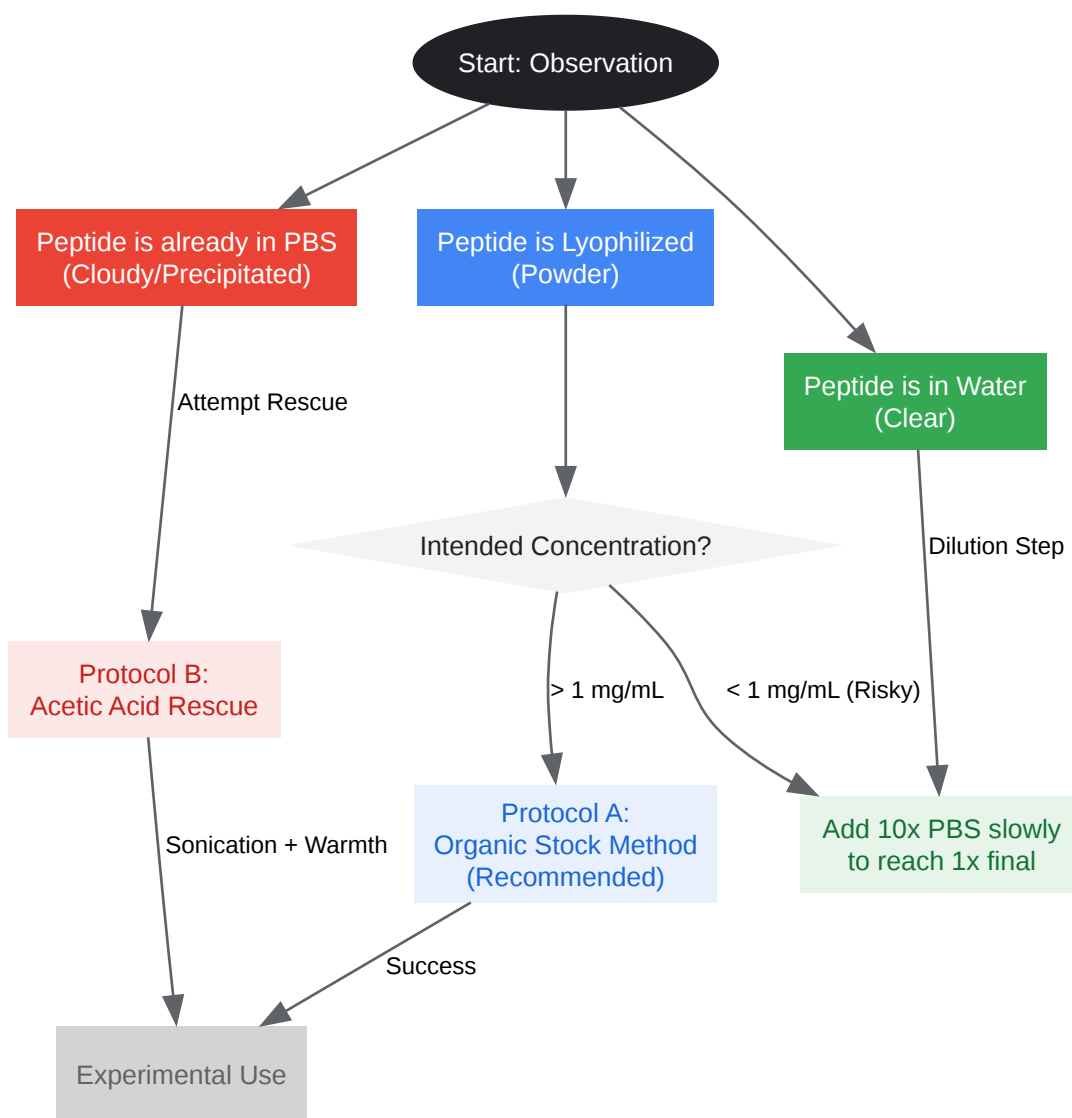 Start: Observation
Peptide is already in PBS
(Cloudy/Precipitated)
Peptide is Lyophilized
(Powder)
Peptide is in Water
(Clear)
Attempt Rescue
Intended Concentration?
Dilution Step
Protocol B:
Acetic Acid Rescue
> 1 mg/mL
< 1 mg/mL (Risky)
Protocol A:
Organic Stock Method
(Recommended)
Add 10x PBS slowly
to reach 1x final
Sonication + Warmth
Success
Experimental Use